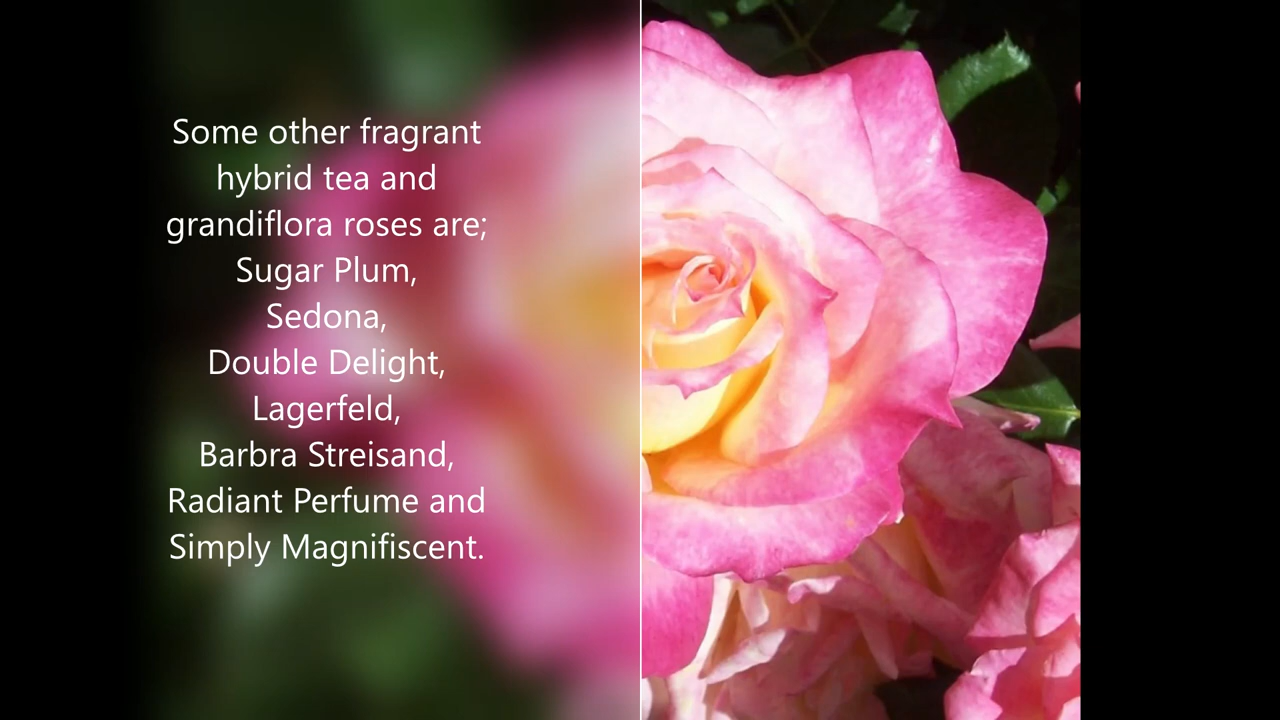 Some other fragrant
hybrid tea and
grandiflora roses are;
Sugar Plum,
Sedona,
Double Delight,
Lagerfeld,
Barbra Streisand,
Radiant Perfume and
Simply Magnifiscent.